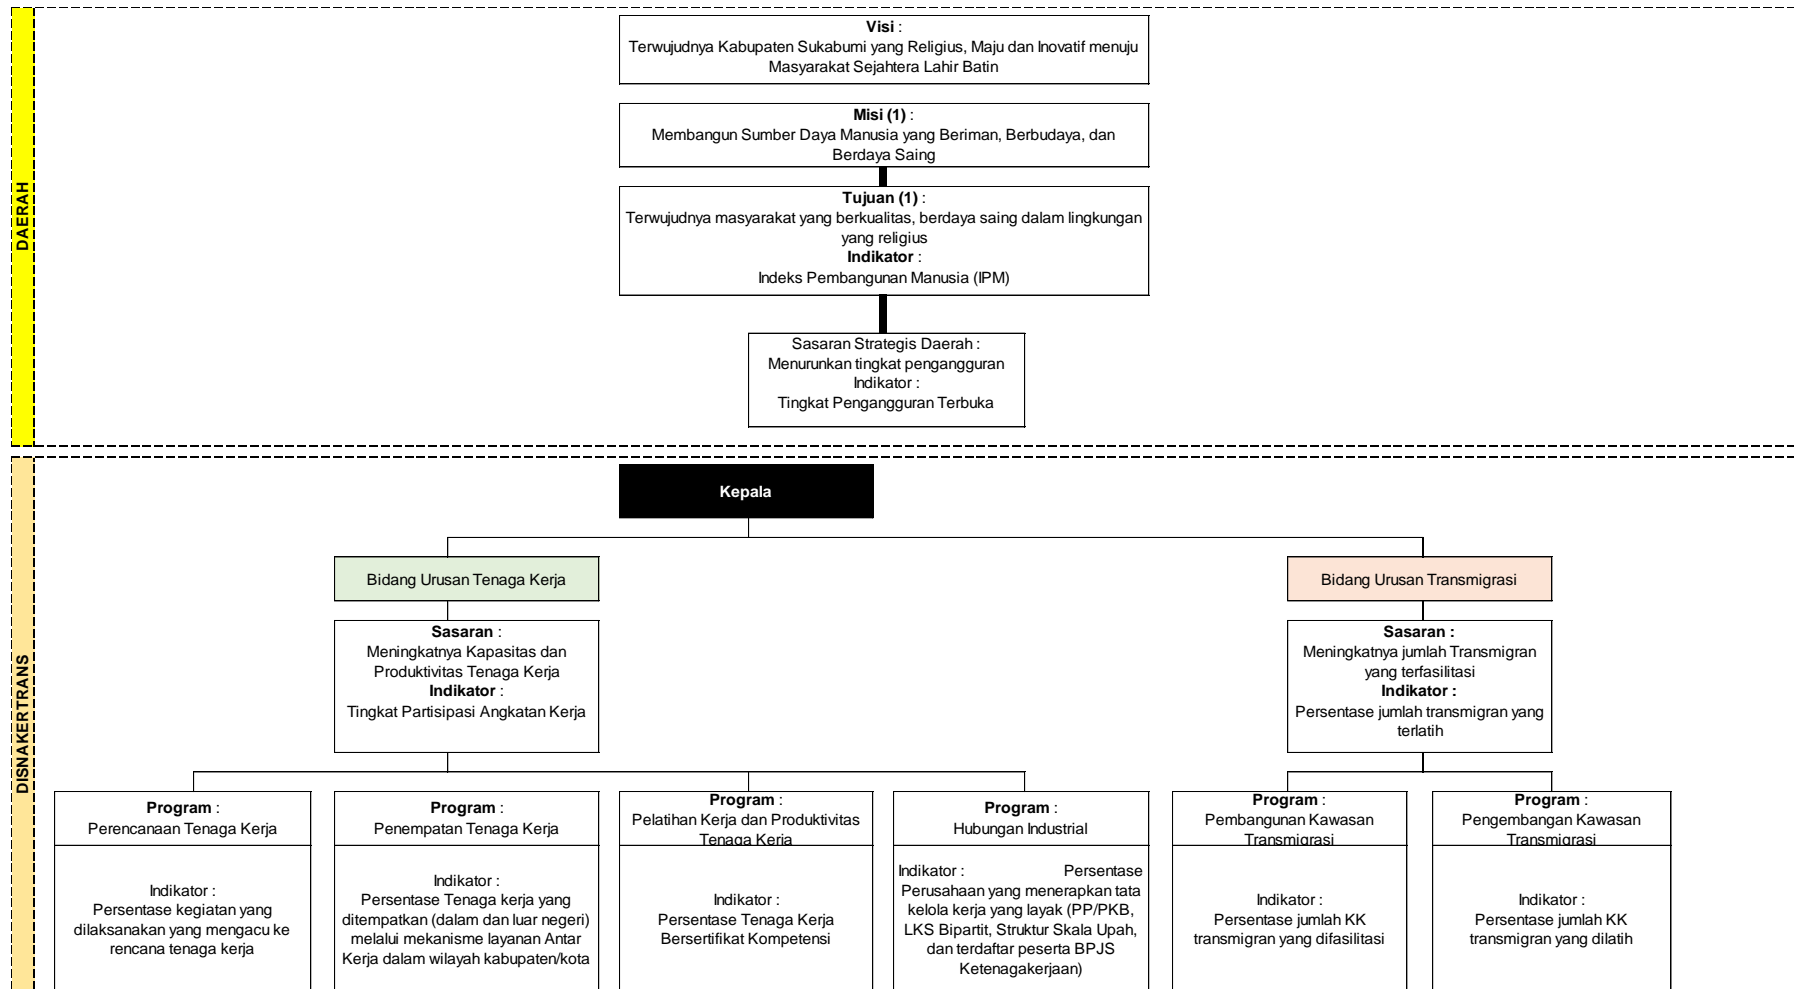 DAERAH
Visi :
Terwujudnya Kabupaten Sukabumi yang Religius, Maju dan Inovatif menuju
Masyarakat Sejahtera Lahir Batin
Misi (1) :
Membangun Sumber Daya Manusia yang Beriman, Berbudaya, dan
Berdaya Saing
Tujuan (1) :
Terwujudnya masyarakat yang berkualitas, berdaya saing dalam lingkungan
yang religius
Indikator :
Indeks Pembangunan Manusia (IPM)
Sasaran Strategis Daerah :
Menurunkan tingkat pengangguran
Indikator :
Tingkat Pengangguran Terbuka
DISNAKERTRANS
Kepala
Bidang Urusan Tenaga Kerja
Sasaran :
Meningkatnya Kapasitas dan
Produktivitas Tenaga Kerja
Indikator :
Tingkat Partisipasi Angkatan Kerja
Bidang Urusan Transmigrasi
Sasaran :
Meningkatnya jumlah Transmigran
yang terfasilitasi
Indikator :
Persentase jumlah transmigran yang
terlatih
Program :
Perencanaan Tenaga Kerja
Indikator :
Persentase kegiatan yang
dilaksanakan yang mengacu ke
rencana tenaga kerja
Program :
Penempatan Tenaga Kerja
Indikator :
Persentase Tenaga kerja yang
ditempatkan (dalam dan luar negeri)
melalui mekanisme layanan Antar
Kerja dalam wilayah kabupaten/kota
Program :
Pelatihan Kerja dan Produktivitas
Tenaga Kerja
Indikator :
Persentase Tenaga Kerja
Bersertifikat Kompetensi
Program :
Hubungan Industrial
Indikator : Persentase
Perusahaan yang menerapkan tata
kelola kerja yang layak (PP/PKB,
LKS Bipartit, Struktur Skala Upah,
dan terdaftar peserta BPJS
Ketenagakerjaan)
Program :
Pembangunan Kawasan
Transmigrasi
Indikator :
Persentase jumlah KK
transmigran yang difasilitasi
Program :
Pengembangan Kawasan
Transmigrasi
Indikator :
Persentase jumlah KK
transmigran yang dilatih